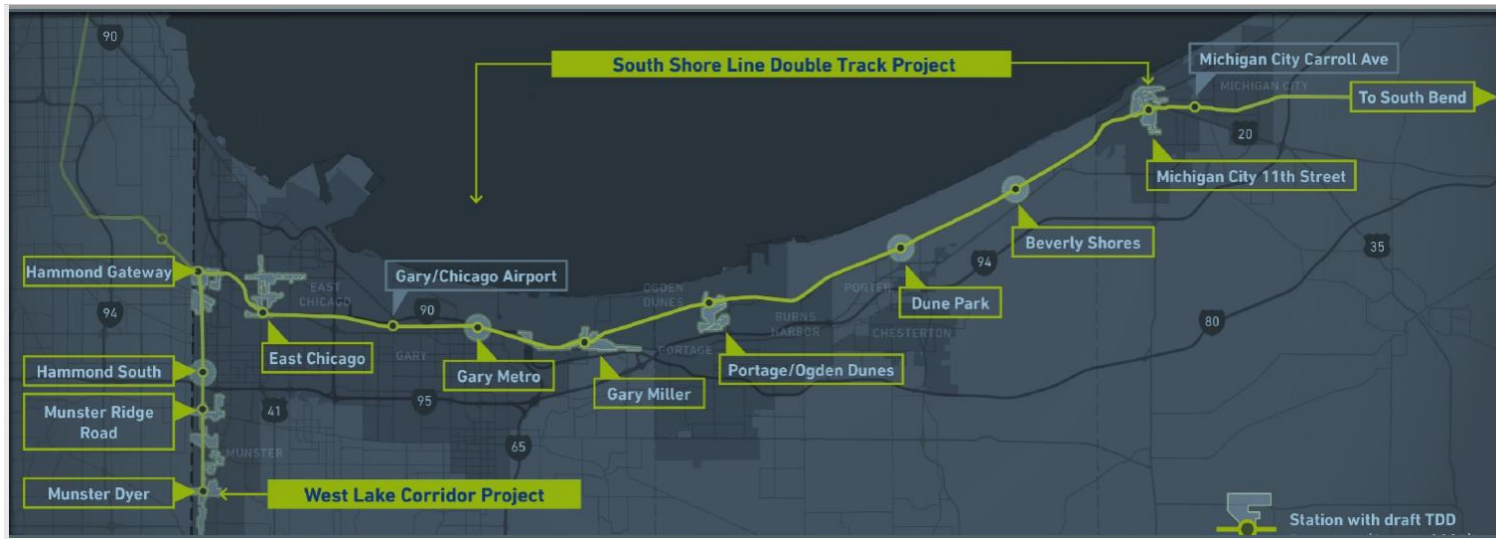 90
South Shore Line Double Track Project
Michigan City Carroll Ave
MICHIGAN CITY
To South Bend
20
Michigan City 11th Street
Beverly Shores
35
94
Hammond Gateway
EAST
CHICAGO
Gary/Chicago Airport
OGDEN
DUNES
PORTER
Dune Park
94
90
BURNS
HARBOR
CHESTERTON
80
East Chicago
GARY
Gary Metro
PORTAGE
Portage/Ogden Dunes
Hammond South
Gary Miller
Munster Ridge
Road
41
95
65
MUNSTER
Munster Dyer
West Lake Corridor Project
Station with draft TDD